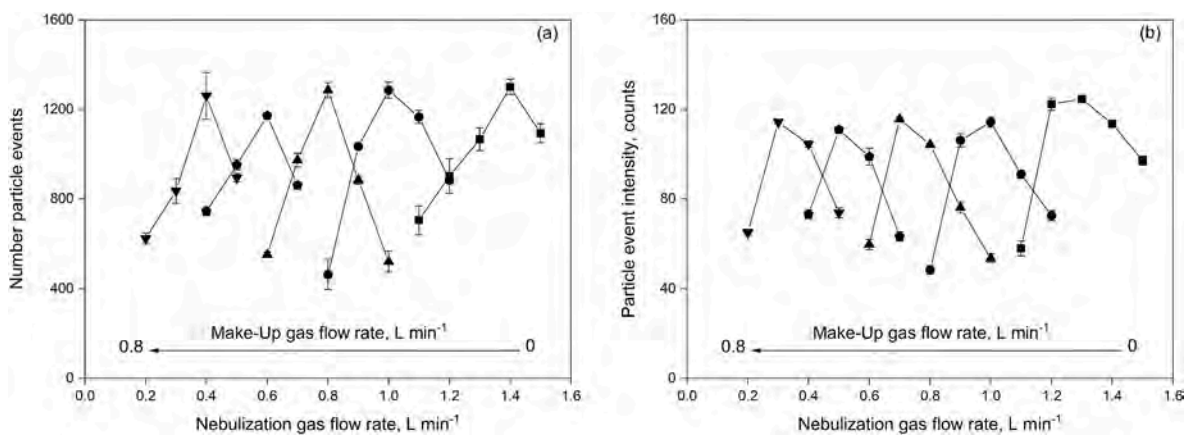 1600
(a)
1200
800
400
0
Number particle events
Make-Up gas flow rate, L min⁻¹
0.8
0
0.0 0.2 0.4 0.6 0.8 1.0 1.2 1.4 1.6
Nebulization gas flow rate, L min⁻¹
160
(b)
120
80
40
0
Particle event intensity, counts
Make-Up gas flow rate, L min⁻¹
0.8
0
0.0 0.2 0.4 0.6 0.8 1.0 1.2 1.4 1.6
Nebulization gas flow rate, L min⁻¹